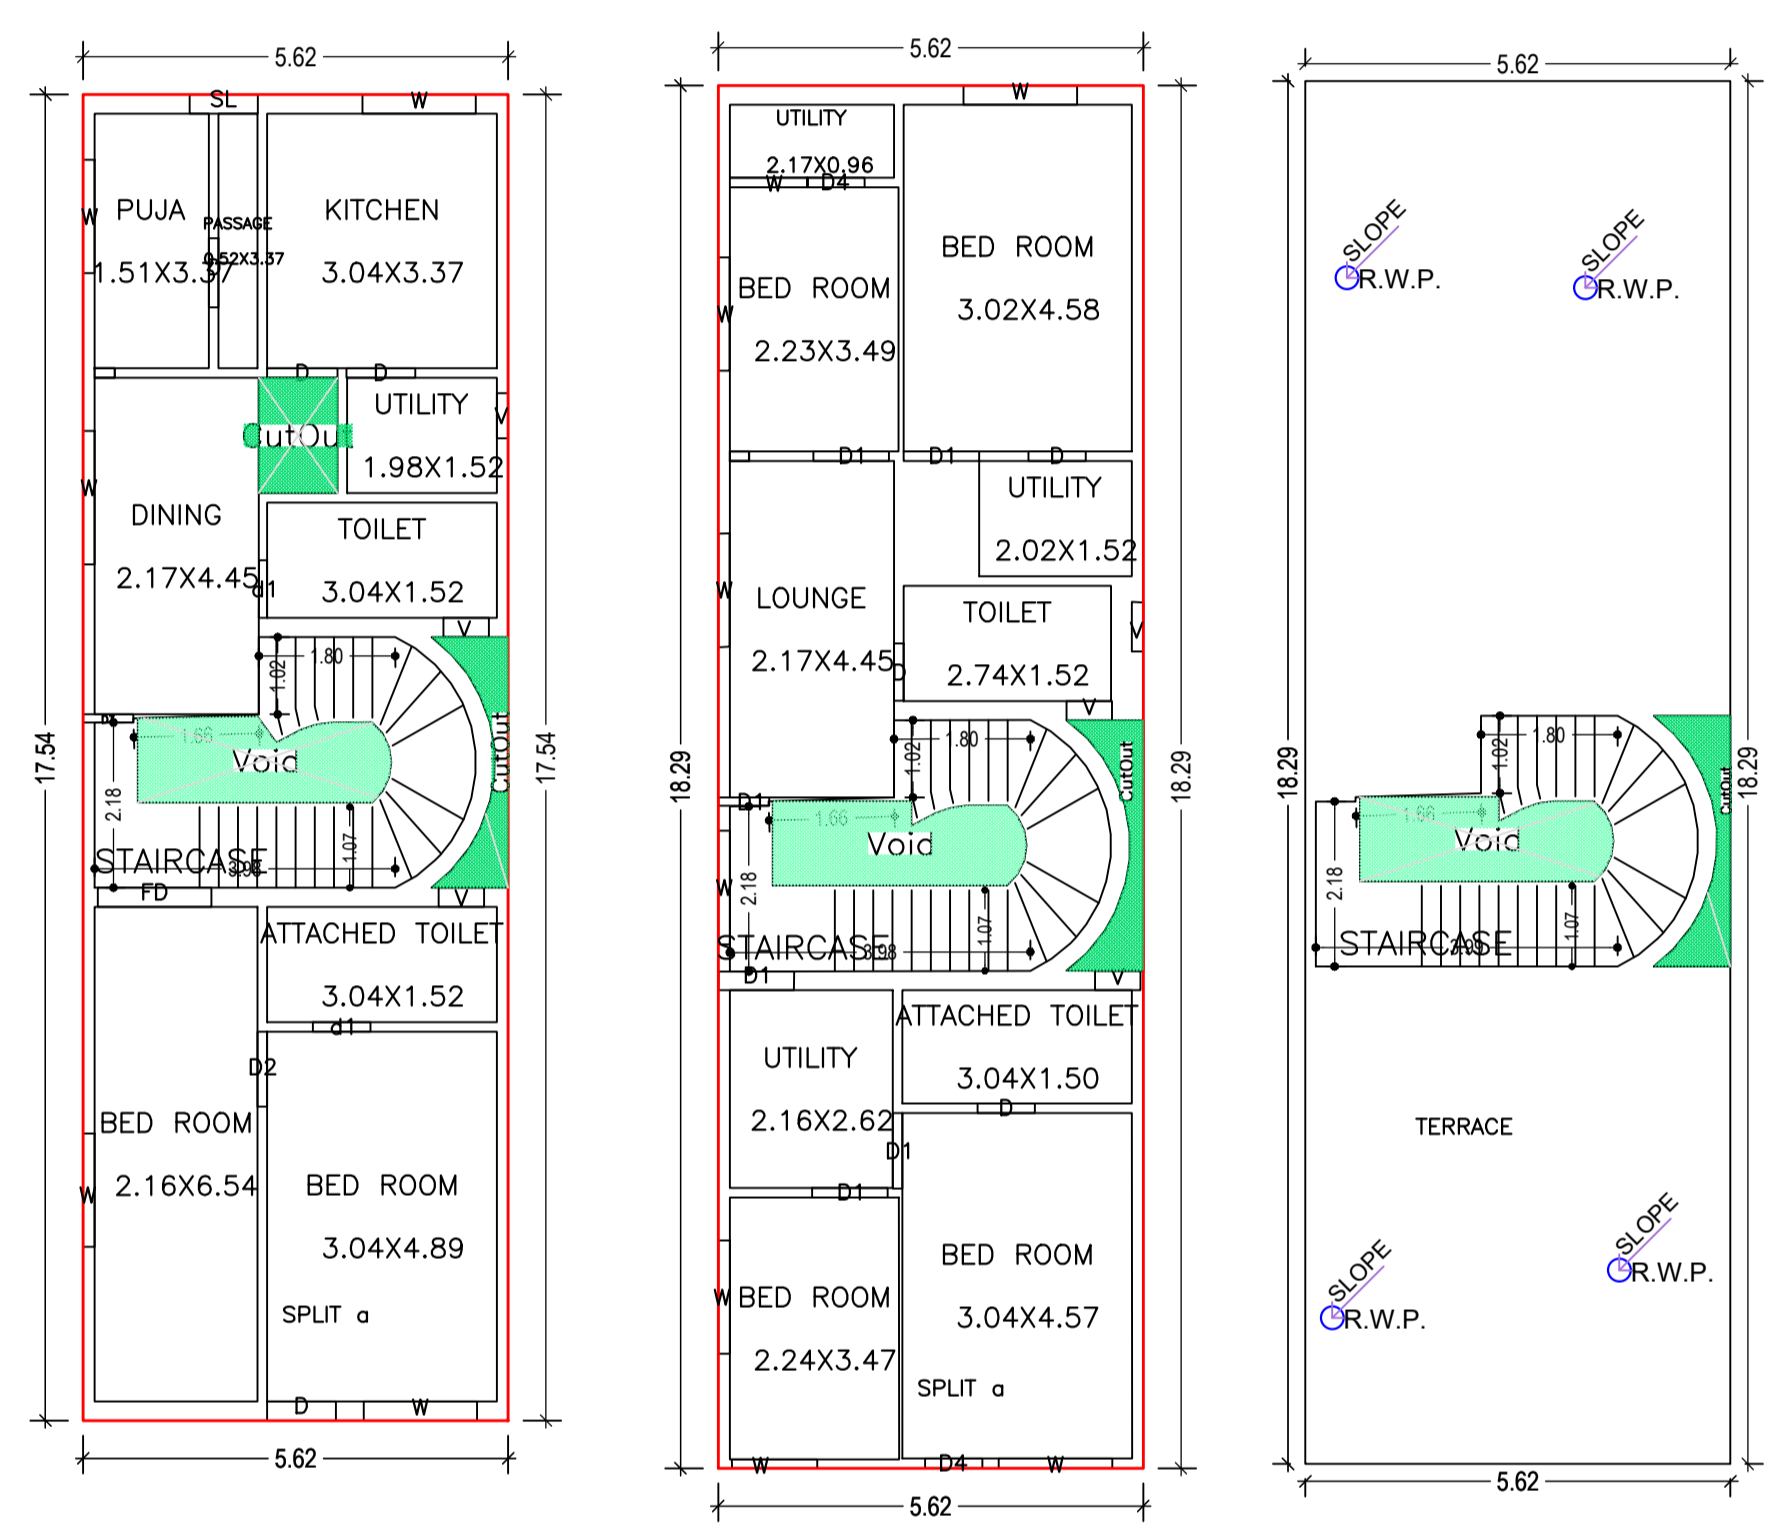 5.62
SL
W
W
PUJA
1.51X3.37
PASSAGE
0.52X3.37
KITCHEN
3.04X3.37
D
D
CutOut
UTILITY
1.98X1.52
V
W
DINING
2.17X4.45
TOILET
3.04X1.52
d1
V
1.80
1.02
1.66
Void
CutOut
17.54
17.54
2.18
1.07
STAIRCASE
3.98
FD
V
ATTACHED TOILET
3.04X1.52
d1
D2
BED ROOM
2.16X6.54
W
BED ROOM
3.04X4.89
SPLIT a
D
W
5.62
5.62
W
UTILITY
2.17X0.96
W
D4
BED ROOM
3.02X4.58
BED ROOM
2.23X3.49
W
D1
D1
D
UTILITY
2.02X1.52
W
LOUNGE
2.17X4.45
TOILET
2.74X1.52
V
D
V
1.80
1.02
D1
1.66
Void
CutOut
18.29
18.29
W
2.18
1.07
STAIRCASE
3.98
D1
V
ATTACHED TOILET
3.04X1.50
UTILITY
2.16X2.62
D
D1
D1
BED ROOM
3.04X4.57
W
BED ROOM
2.24X3.47
SPLIT a
W
D4
W
5.62
5.62
SLOPE
R.W.P.
SLOPE
R.W.P.
1.80
1.02
1.66
Void
CutOut
18.29
18.29
2.18
1.07
STAIRCASE
TERRACE
SLOPE
R.W.P.
SLOPE
R.W.P.
5.62